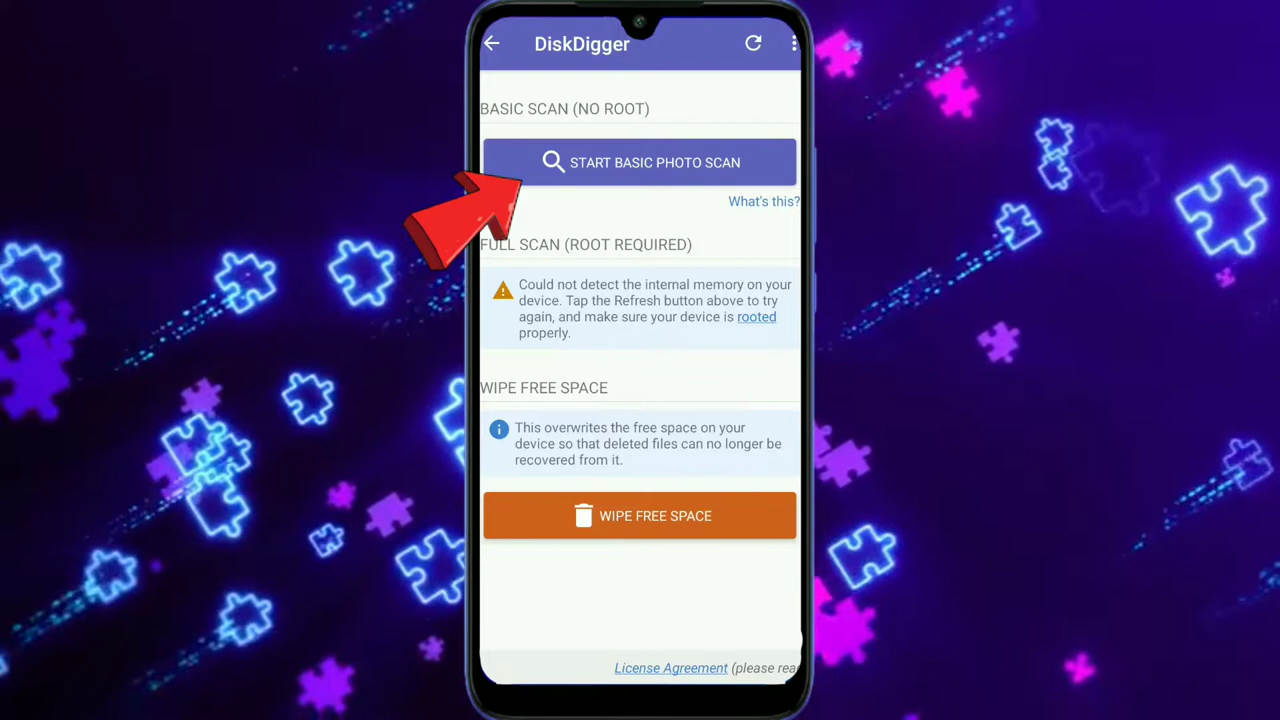 DiskDigger
BASIC SCAN (NO ROOT)
START BASIC PHOTO SCAN
What's this?
FULL SCAN (ROOT REQUIRED)
Could not detect the internal memory on your
device. Tap the Refresh button above to try
again, and make sure your device is rooted
properly.
WIPE FREE SPACE
This overwrites the free space on your
device so that deleted files can no longer be
recovered from it.
WIPE FREE SPACE
License Agreement (please rea